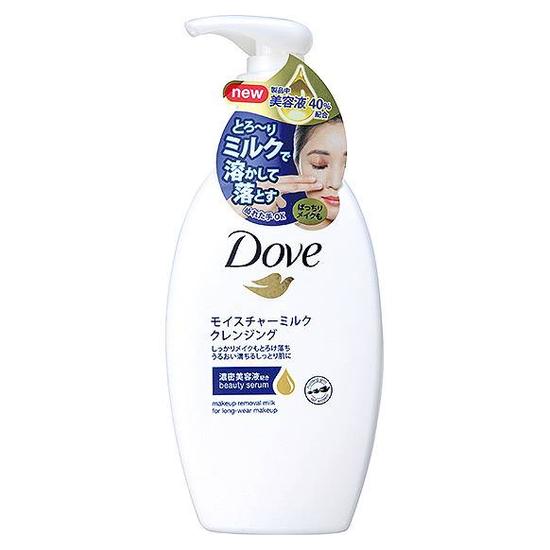 new
製品中
美容液40%
配合
とろ～り
ミルクで
溶かして
落とす
ぬれた手OK
ばっちり
メイクも
Dove
モイスチャーミルク
クレンジング
しっかりメイクもとろけ落ち
うるおい満ちるしっとり肌に
濃密美容液配合
beauty serum
makeup removal milk
for long-wear makeup